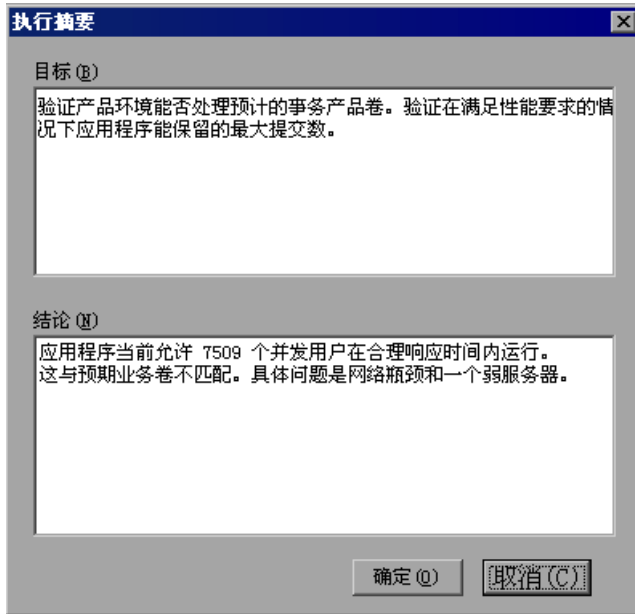 执行摘要
目标(B)
验证产品环境能否处理预计的事务产品卷。验证在满足性能要求的情
况下应用程序能保留的最大提交数。
结论(N)
应用程序当前允许 7509 个并发用户在合理响应时间内运行。
这与预期业务卷不匹配。具体问题是网络瓶颈和一个弱服务器。
确定(O) 取消(C)